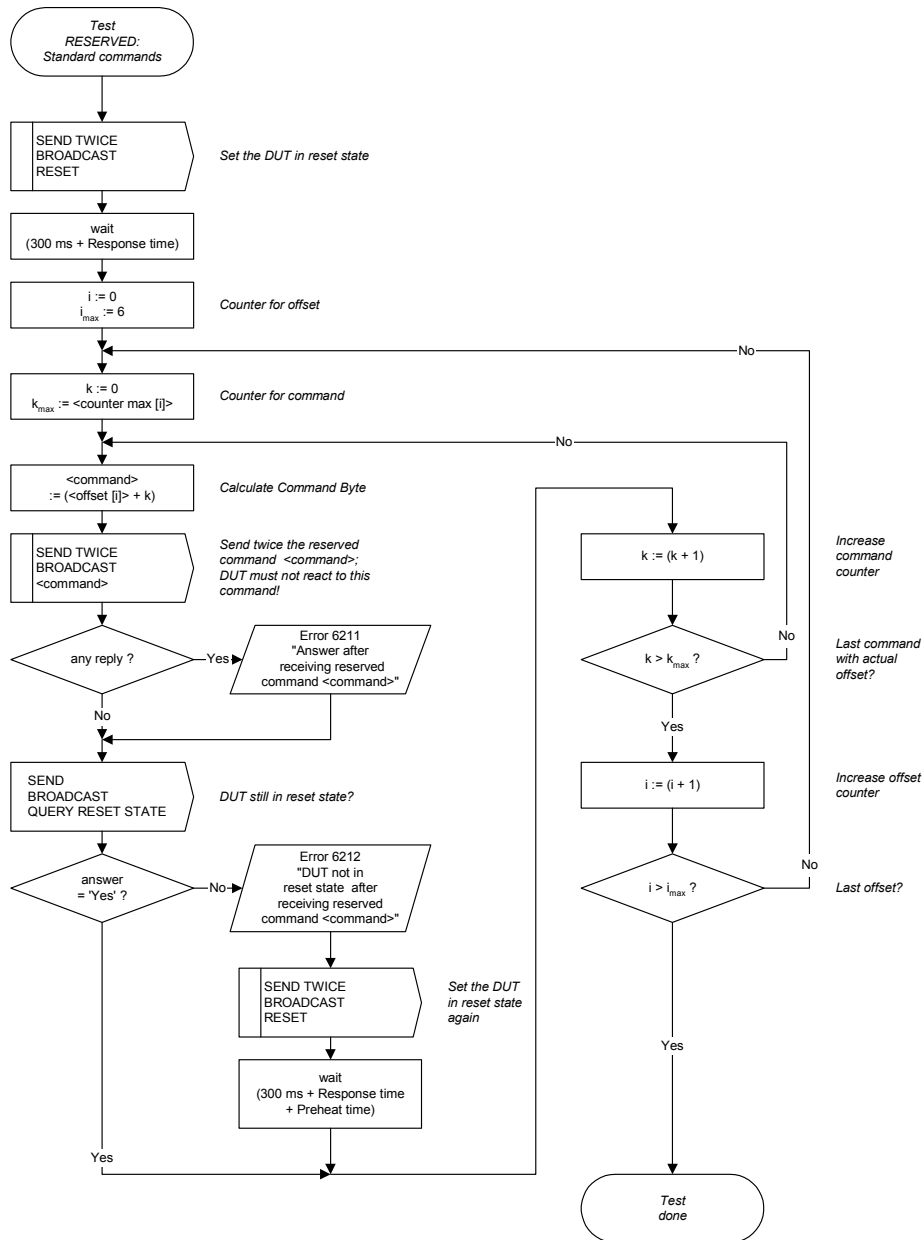 Test
RESERVED:
Standard commands
SEND TWICE
BROADCAST
RESET
Set the DUT in reset state
wait
(300 ms + Response time)
i := 0
imax := 6
Counter for offset
No
k := 0
kmax := <counter max [i]>
Counter for command
No
<command>
:= (<offset [i]> + k)
Calculate Command Byte
SEND TWICE
BROADCAST
<command>
Send twice the reserved
command <command>;
DUT must not react to this
command!
any reply ?
Yes
Error 6211
"Answer after
receiving reserved
command <command>"
No
SEND
BROADCAST
QUERY RESET STATE
DUT still in reset state?
answer
= 'Yes' ?
No
Error 6212
"DUT not in
reset state after
receiving reserved
command <command>"
SEND TWICE
BROADCAST
RESET
Set the DUT
in reset state
again
wait
(300 ms + Response time
+ Preheat time)
Yes
k := (k + 1)
Increase
command
counter
k > kmax ?
No
Last command
with actual
offset?
Yes
i := (i + 1)
Increase offset
counter
i > imax ?
No
Last offset?
Yes
Test
done